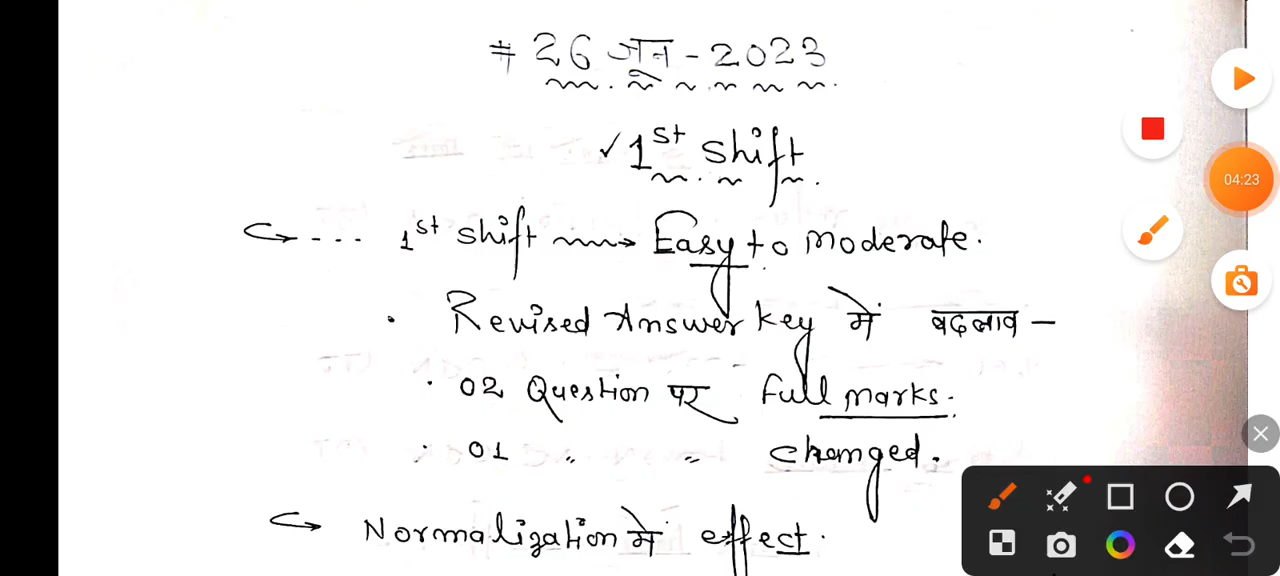 # 26 जून - 2023
✓ 1st shift
1st shift → Easy to moderate.
04:23
• Revised Answer key में बदलाव -
• 02 Question पर full marks.
• 01 " " changed.
Normalization में effect.